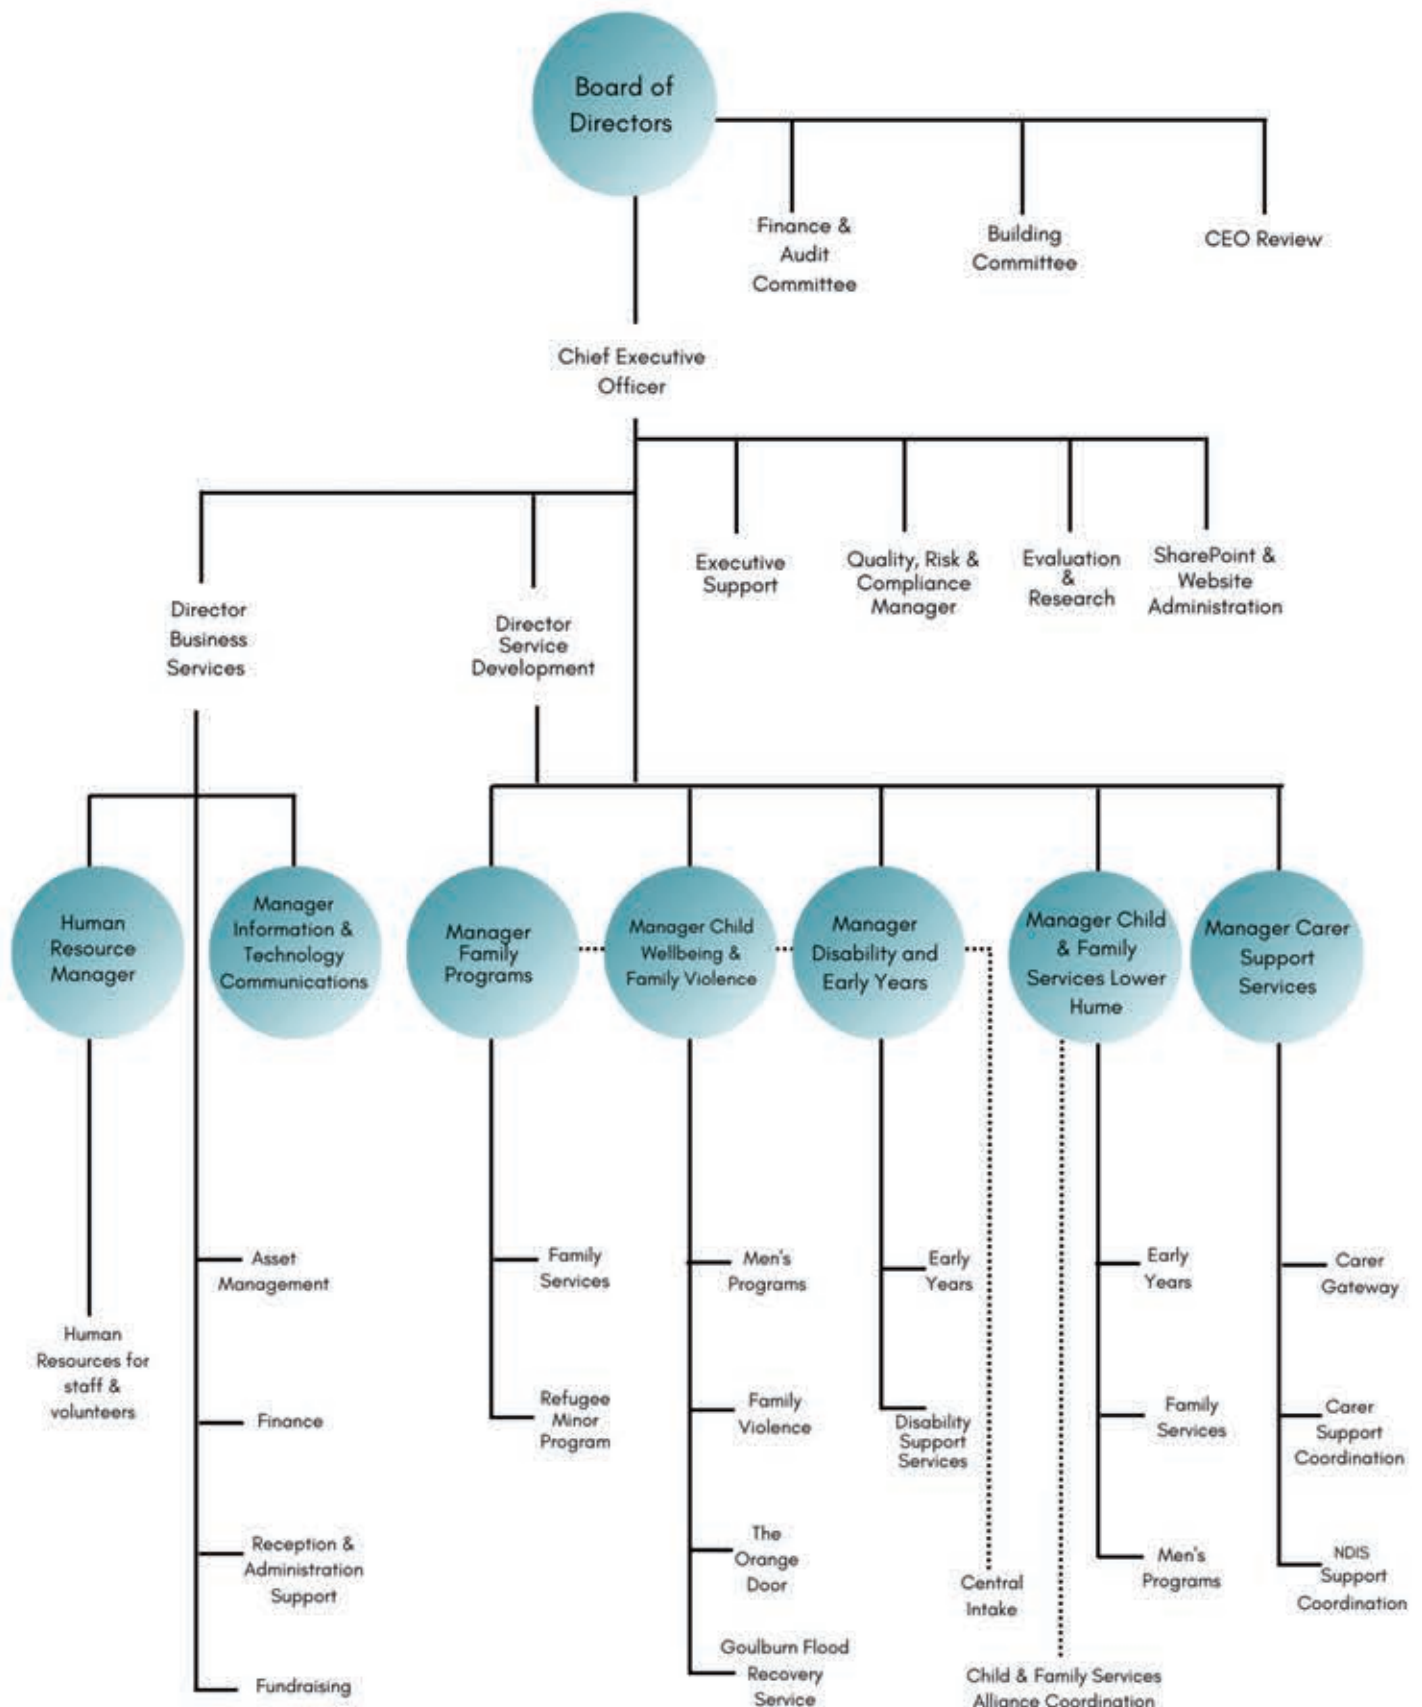 Board of
Directors
Finance &
Audit
Committee
Building
Committee
CEO Review
Chief Executive
Officer
Executive
Support
Quality, Risk &
Compliance
Manager
Evaluation
&
Research
SharePoint &
Website
Administration
Director
Business
Services
Director
Service
Development
Human
Resource
Manager
Manager
Information &
Technology
Communications
Manager
Family
Programs
Manager Child
Wellbeing &
Family Violence
Manager
Disability and
Early Years
Manager Child
& Family
Services Lower
Hume
Manager Carer
Support
Services
Human
Resources for
staff &
volunteers
Asset
Management
Finance
Reception &
Administration
Support
Fundraising
Family
Services
Refugee
Minor
Program
Men's
Programs
Family
Violence
The
Orange
Door
Goulburn Flood
Recovery
Service
Early
Years
Disability
Support
Services
Central
Intake
Child & Family Services
Alliance Coordination
Early
Years
Family
Services
Men's
Programs
Carer
Gateway
Carer
Support
Coordination
NDIS
Support
Coordination